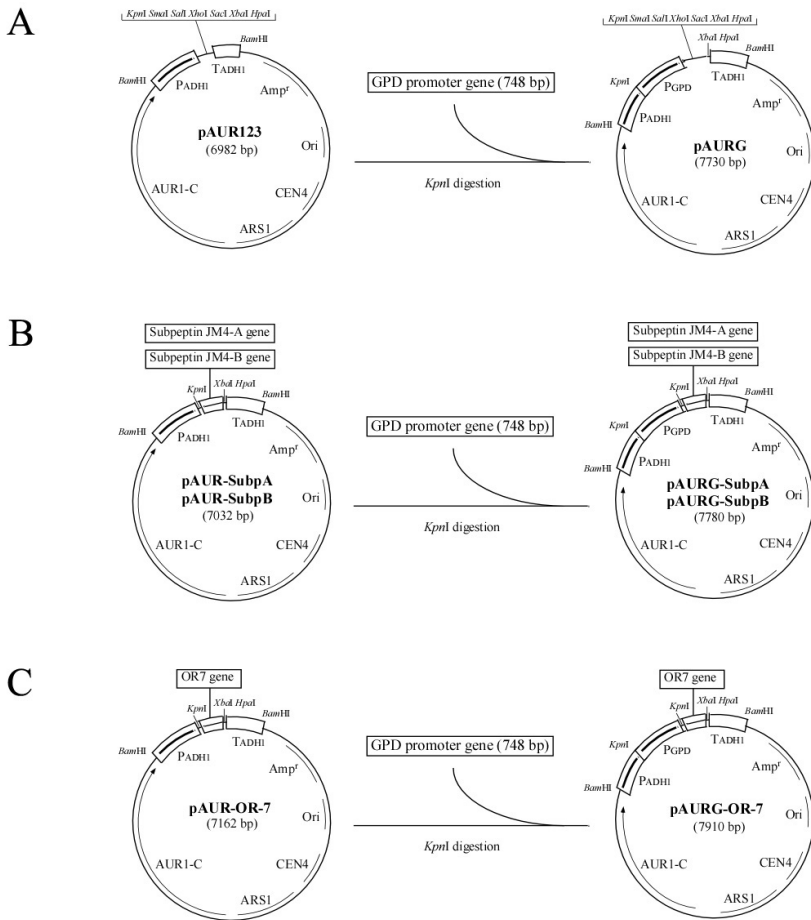 A
KpnI SmaI SalI XhoI SacI XbaI HpaI
BamHI
BamHI
PADH1
TADH1
Ampr
pAUR123
(6982 bp)
Ori
AUR1-C
CEN4
ARS1
GPD promoter gene (748 bp)
KpnI digestion
KpnI SmaI SalI XhoI SacI XbaI HpaI
XbaI HpaI
BamHI
KpnI
PGPD
TADH1
BamHI
PADH1
Ampr
pAURG
(7730 bp)
Ori
AUR1-C
CEN4
ARS1
B
Subpeptin JM4-A gene
Subpeptin JM4-B gene
KpnI
XbaI HpaI
BamHI
BamHI
PADH1
TADH1
Ampr
pAUR-SubpA
pAUR-SubpB
(7032 bp)
Ori
AUR1-C
CEN4
ARS1
GPD promoter gene (748 bp)
KpnI digestion
Subpeptin JM4-A gene
Subpeptin JM4-B gene
KpnI
XbaI HpaI
BamHI
KpnI
PGPD
TADH1
BamHI
PADH1
Ampr
pAURG-SubpA
pAURG-SubpB
(7780 bp)
Ori
AUR1-C
CEN4
ARS1
C
OR7 gene
KpnI
XbaI HpaI
BamHI
BamHI
PADH1
TADH1
Ampr
pAUR-OR-7
(7162 bp)
Ori
AUR1-C
CEN4
ARS1
GPD promoter gene (748 bp)
KpnI digestion
OR7 gene
KpnI
XbaI HpaI
BamHI
KpnI
PGPD
TADH1
BamHI
PADH1
Ampr
pAURG-OR-7
(7910 bp)
Ori
AUR1-C
CEN4
ARS1